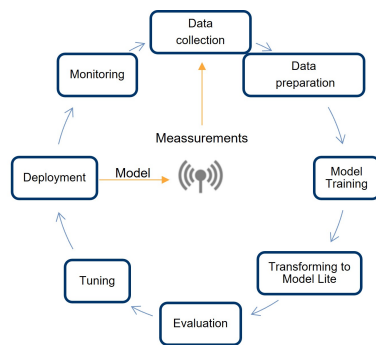 Data
collection
Monitoring
Data
preparation
Meassurements
Deployment
Model
Model
Training
Transforming to
Model Lite
Tuning
Evaluation